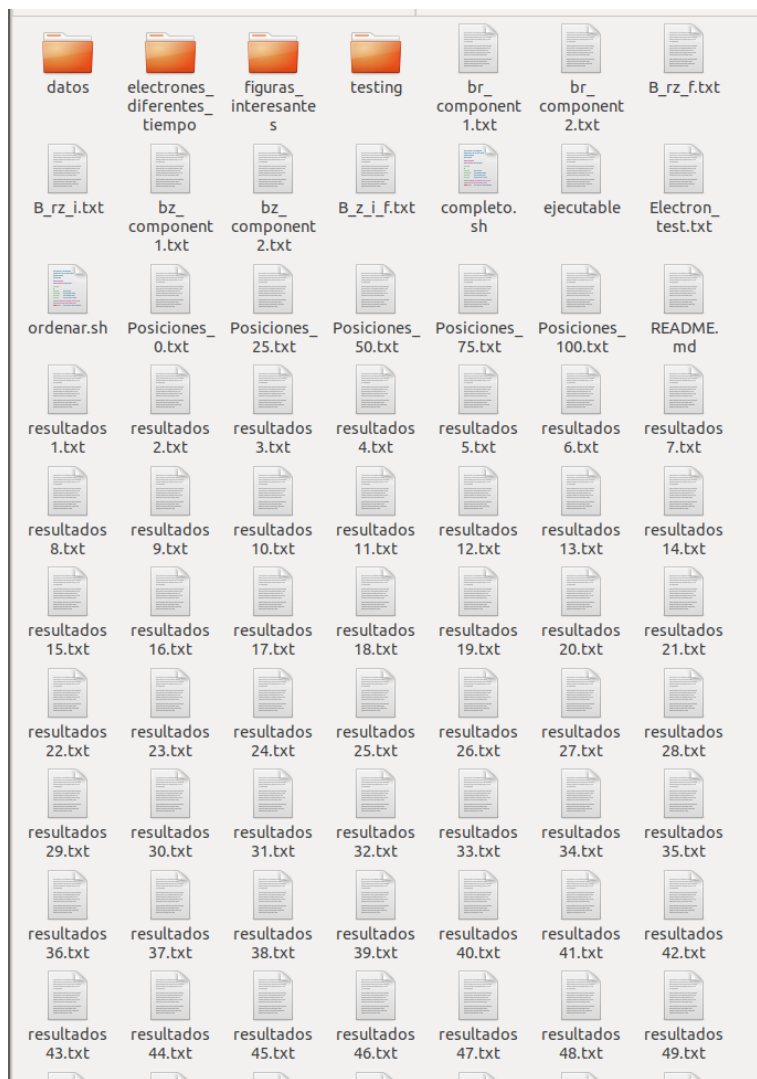 datos electrones_ figuras_ testing br_ br_ B_rz_f.txt
diferentes_ interesante component component
tiempo s 1.txt 2.txt
B_rz_i.txt bz_ bz_ B_z_i_f.txt completo. ejecutable Electron_
component component sh test.txt
1.txt 2.txt
ordenar.sh Posiciones_ Posiciones_ Posiciones_ Posiciones_ Posiciones_ README.
0.txt 25.txt 50.txt 75.txt 100.txt md
resultados resultados resultados resultados resultados resultados resultados
1.txt 2.txt 3.txt 4.txt 5.txt 6.txt 7.txt
resultados resultados resultados resultados resultados resultados resultados
8.txt 9.txt 10.txt 11.txt 12.txt 13.txt 14.txt
resultados resultados resultados resultados resultados resultados resultados
15.txt 16.txt 17.txt 18.txt 19.txt 20.txt 21.txt
resultados resultados resultados resultados resultados resultados resultados
22.txt 23.txt 24.txt 25.txt 26.txt 27.txt 28.txt
resultados resultados resultados resultados resultados resultados resultados
29.txt 30.txt 31.txt 32.txt 33.txt 34.txt 35.txt
resultados resultados resultados resultados resultados resultados resultados
36.txt 37.txt 38.txt 39.txt 40.txt 41.txt 42.txt
resultados resultados resultados resultados resultados resultados resultados
43.txt 44.txt 45.txt 46.txt 47.txt 48.txt 49.txt